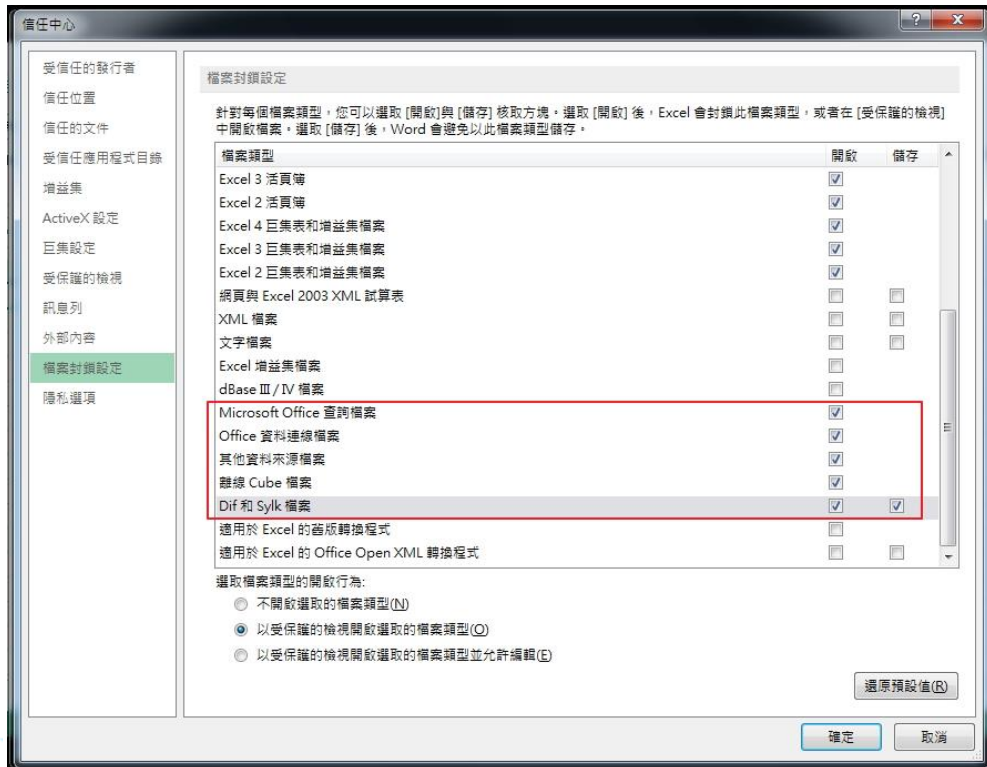 信任中心
受信任的發行者
信任位置
信任的文件
受信任應用程式目錄
增益集
ActiveX 設定
巨集設定
受保護的檢視
訊息列
外部內容
檔案封鎖設定
隱私選項
檔案封鎖設定
針對每個檔案類型，您可以選取 [開啟]與 [儲存] 核取方塊。選取 [開啟] 後，Excel 會封鎖此檔案類型，或者在 [受保護的檢視]
中開啟檔案。選取 [儲存] 後，Word 會避免以此檔案類型儲存。
檔案類型 開啟 儲存
Excel 3 活頁簿
Excel 2 活頁簿
Excel 4 巨集表和增益集檔案
Excel 3 巨集表和增益集檔案
Excel 2 巨集表和增益集檔案
網頁與 Excel 2003 XML 試算表
XML 檔案
文字檔案
Excel 增益集檔案
dBase III / IV 檔案
Microsoft Office 查詢檔案
Office 資料連線檔案
其他資料來源檔案
離線 Cube 檔案
Dif 和 Sylk 檔案
適用於 Excel 的舊版轉換程式
適用於 Excel 的 Office Open XML 轉換程式
選取檔案類型的開啟行為:
不開啟選取的檔案類型(N)
以受保護的檢視開啟選取的檔案類型(O)
以受保護的檢視開啟選取的檔案類型並允許編輯(E)
還原預設值(R)
確定 取消